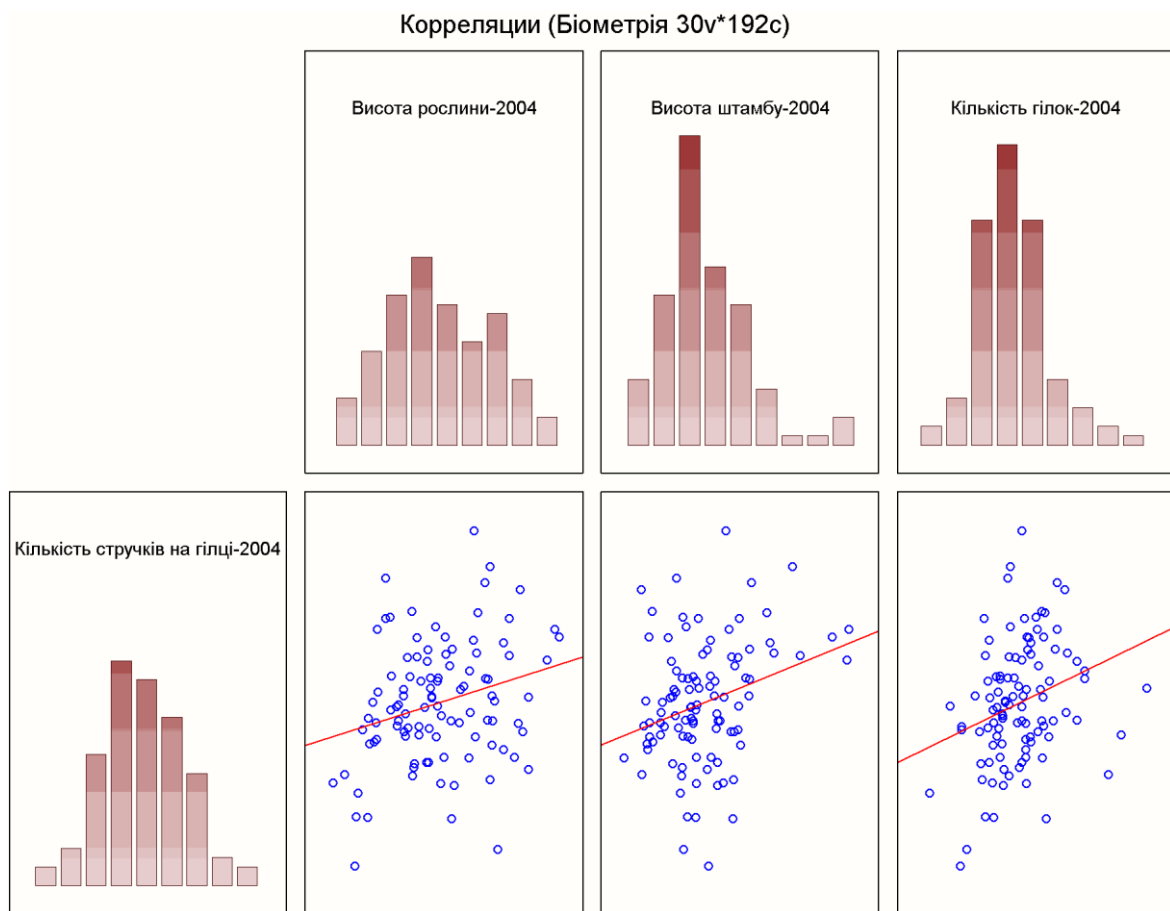 Корреляции (Біометрія 30v*192c)
Висота рослини-2004
Висота штамбу-2004
Кількість гілок-2004
Кількість стручків на гілці-2004